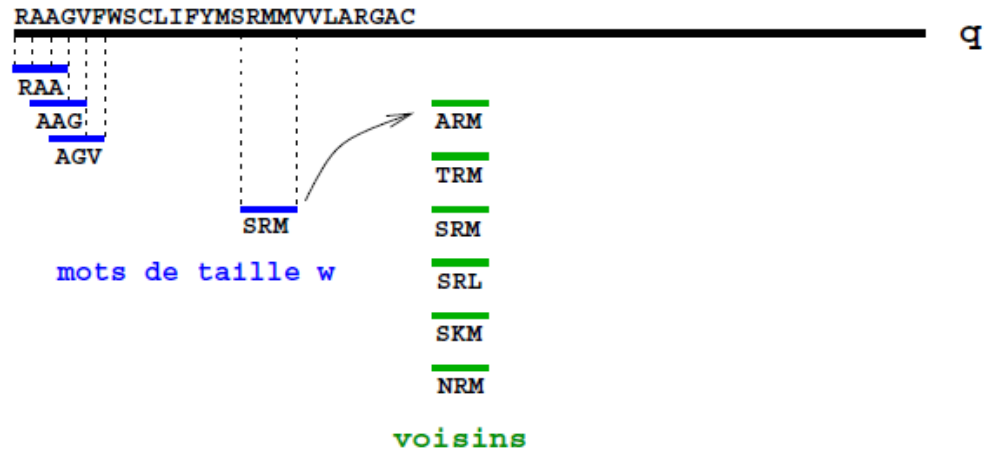 RAAGVFWSCLIFYMSRMMVVLARGAC
q
RAA
AAG
AGV
SRM
mots de taille w
ARM
TRM
SRM
SRL
SKM
NRM
voisins